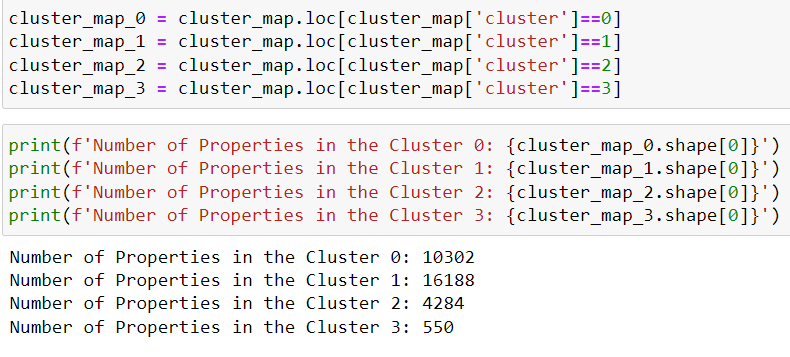 cluster_map_0 = cluster_map.loc[cluster_map['cluster']==0]
cluster_map_1 = cluster_map.loc[cluster_map['cluster']==1]
cluster_map_2 = cluster_map.loc[cluster_map['cluster']==2]
cluster_map_3 = cluster_map.loc[cluster_map['cluster']==3]
print(f'Number of Properties in the Cluster 0: {cluster_map_0.shape[0]}')
print(f'Number of Properties in the Cluster 1: {cluster_map_1.shape[0]}')
print(f'Number of Properties in the Cluster 2: {cluster_map_2.shape[0]}')
print(f'Number of Properties in the Cluster 3: {cluster_map_3.shape[0]}')
Number of Properties in the Cluster 0: 10302
Number of Properties in the Cluster 1: 16188
Number of Properties in the Cluster 2: 4284
Number of Properties in the Cluster 3: 550